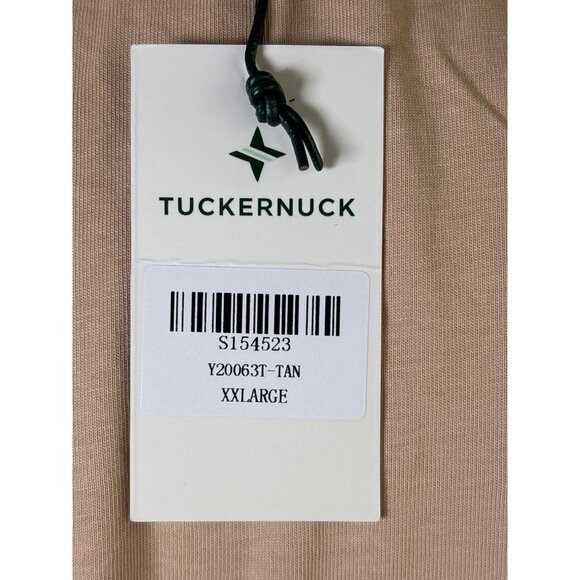 TUCKERNUCK
S154523
Y20063T-TAN
XXLARGE